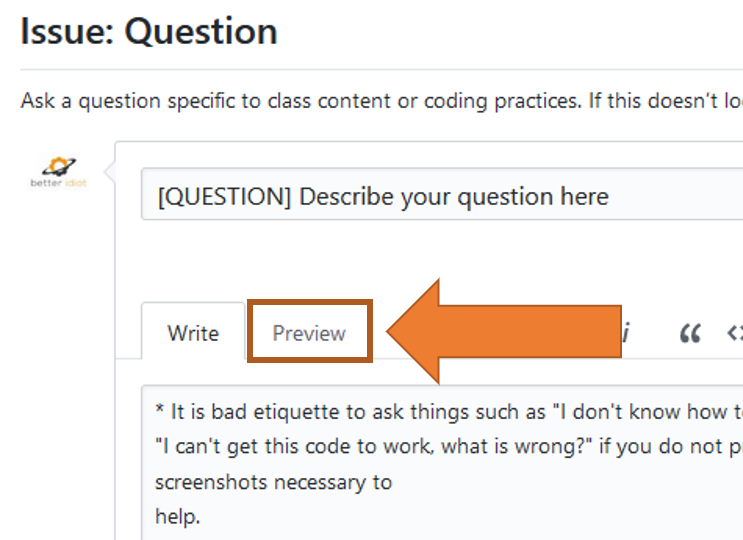 Issue: Question
Ask a question specific to class content or coding practices. If this doesn't
better idiot
[QUESTION] Describe your question here
Write Preview i “ <>
* It is bad etiquette to ask things such as "I don't know how
"I can't get this code to work, what is wrong?" if you do not
screenshots necessary to
help.